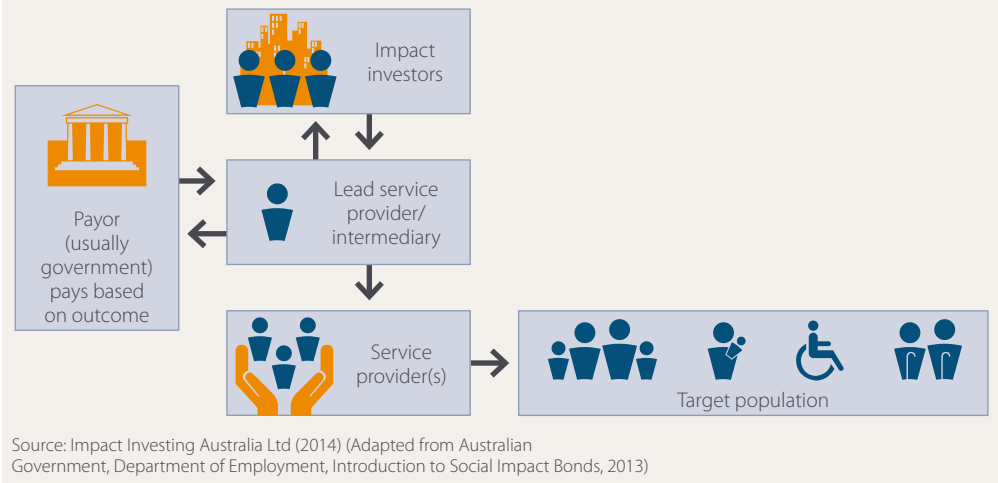 Impact
investors
Payor
(usually
government)
pays based
on outcome
Lead service
provider/
intermediary
Service
provider(s)
Target population
Source: Impact Investing Australia Ltd (2014) (Adapted from Australian
Government, Department of Employment, Introduction to Social Impact Bonds, 2013)